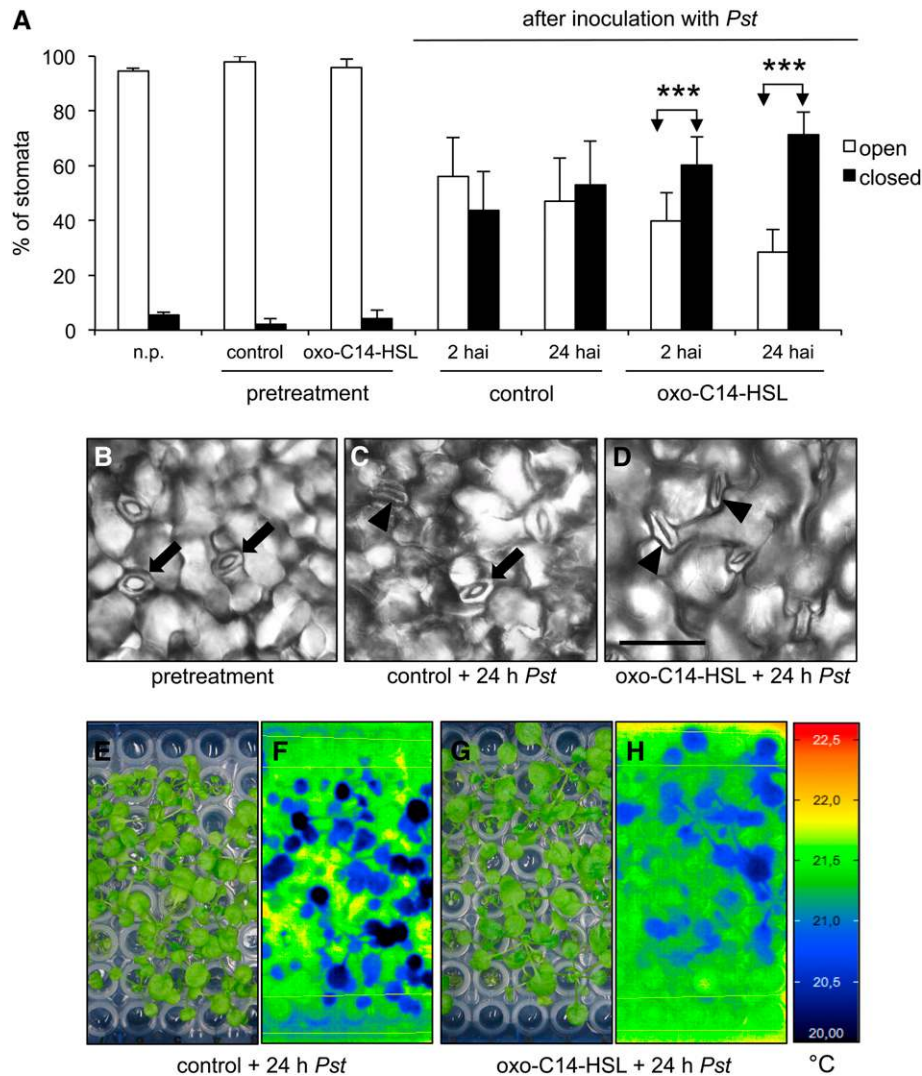 A
after inoculation with Pst
% of stomata
100
80
60
40
20
0
***
***
open
closed
n.p.
control
oxo-C14-HSL
2 hai
24 hai
2 hai
24 hai
pretreatment
control
oxo-C14-HSL
B
C
D
pretreatment
control + 24 h Pst
oxo-C14-HSL + 24 h Pst
E
F
G
H
22,5
22,0
21,5
21,0
20,5
20,00
control + 24 h Pst
oxo-C14-HSL + 24 h Pst
°C